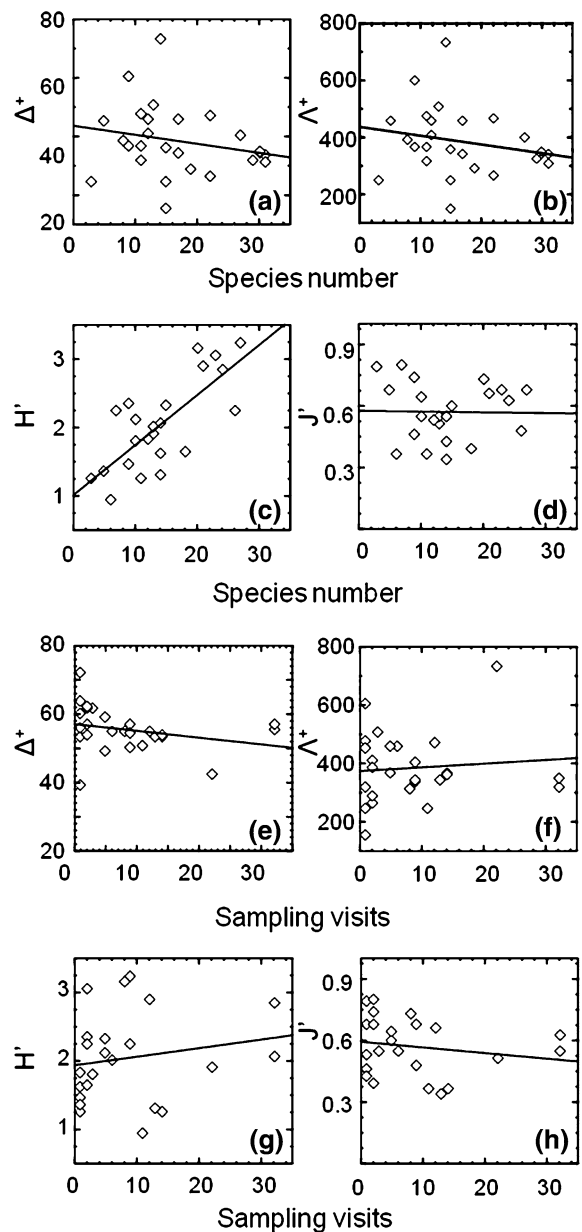 80
60
40
20
Δ+
(a)
0 10 20 30
800
600
400
200
Λ+
(b)
0 10 20 30
Species number
3
2
1
H'
(c)
0 10 20 30
0.9
0.6
0.3
J'
(d)
0 10 20 30
Species number
80
60
40
20
Δ+
(e)
0 10 20 30
800
600
400
200
Λ+
(f)
0 10 20 30
Sampling visits
3
2
1
H'
(g)
0 10 20 30
0.9
0.6
0.3
J'
(h)
0 10 20 30
Sampling visits